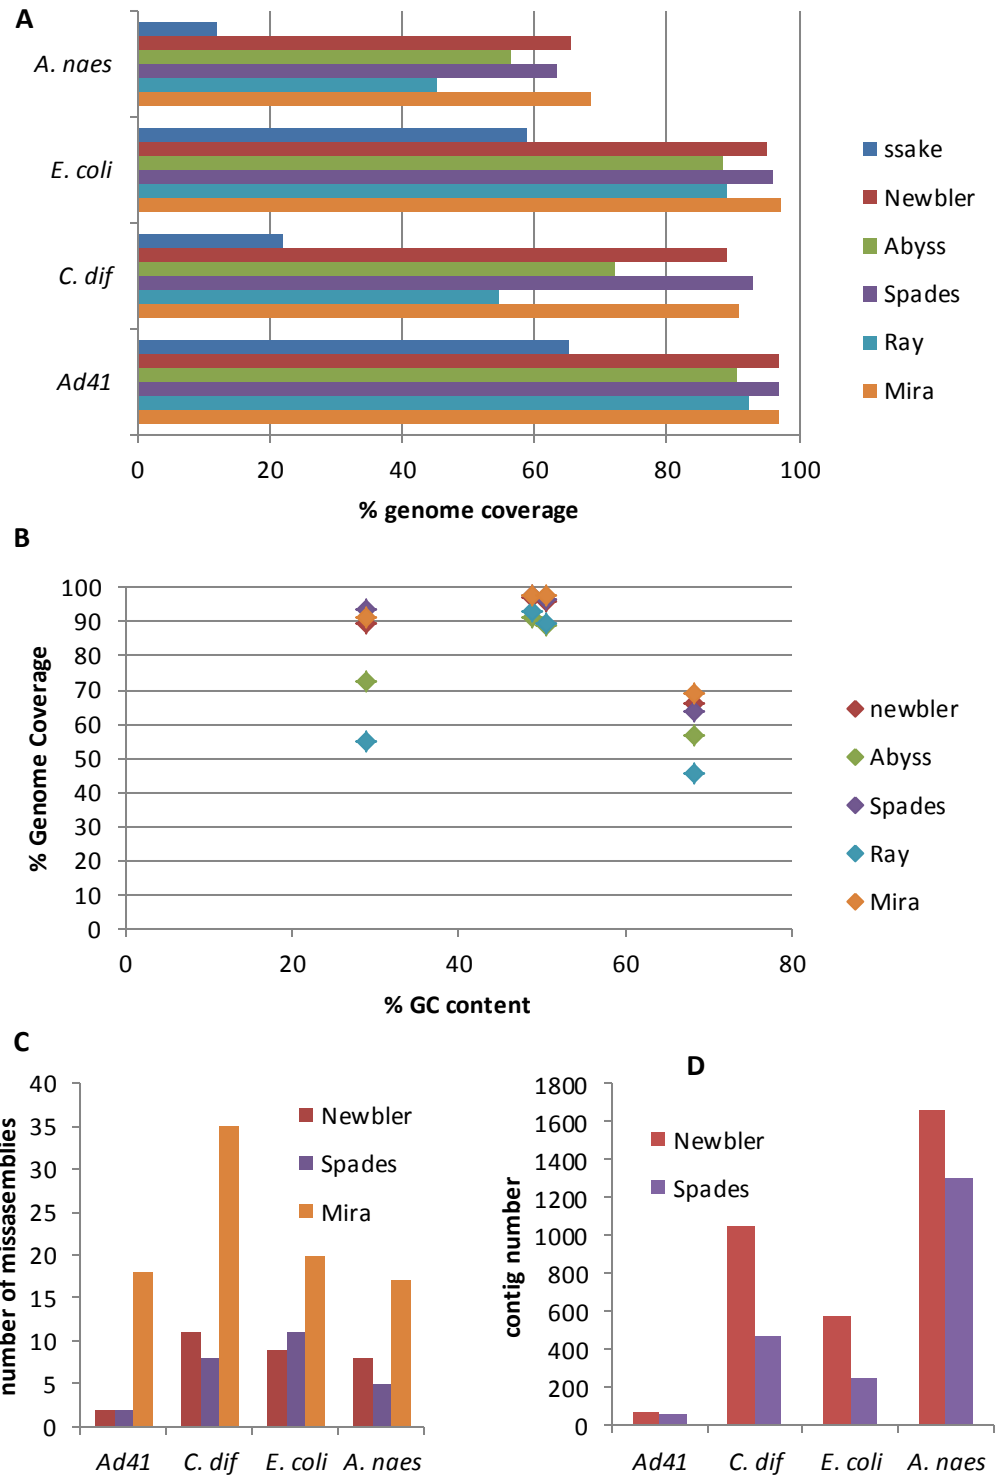 A
A. naes
E. coli
C. dif
Ad41
0 20 40 60 80 100
% genome coverage
ssake
Newbler
Abyss
Spades
Ray
Mira
B
100
90
80
70
60
50
40
30
20
10
0
0 20 40 60 80
% Genome Coverage
% GC content
newbler
Abyss
Spades
Ray
Mira
C
40
35
30
25
20
15
10
5
0
number of missasemblies
Newbler
Spades
Mira
Ad41 C. dif E. coli A. naes
D
1800
1600
1400
1200
1000
800
600
400
200
0
contig number
Newbler
Spades
Ad41 C. dif E. coli A. naes